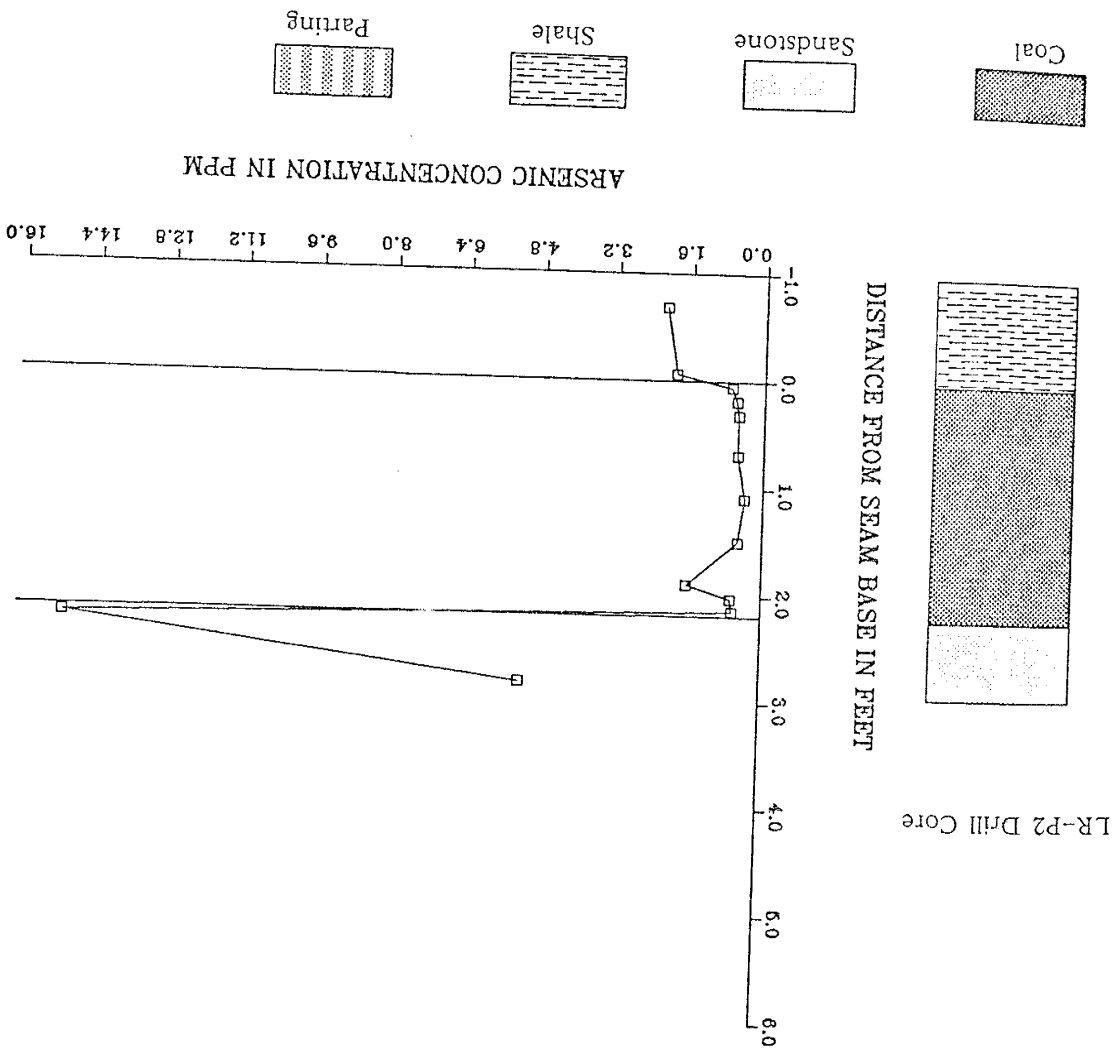 LR-P2 Drill Core
DISTANCE FROM SEAM BASE IN FEET
6.0
5.0
4.0
3.0
2.0
1.0
0.0
-1.0
0.0 1.6 3.2 4.8 6.4 8.0 9.6 11.2 12.8 14.4 16.0
ARSENIC CONCENTRATION IN PPM
Coal Sandstone Shale Parting